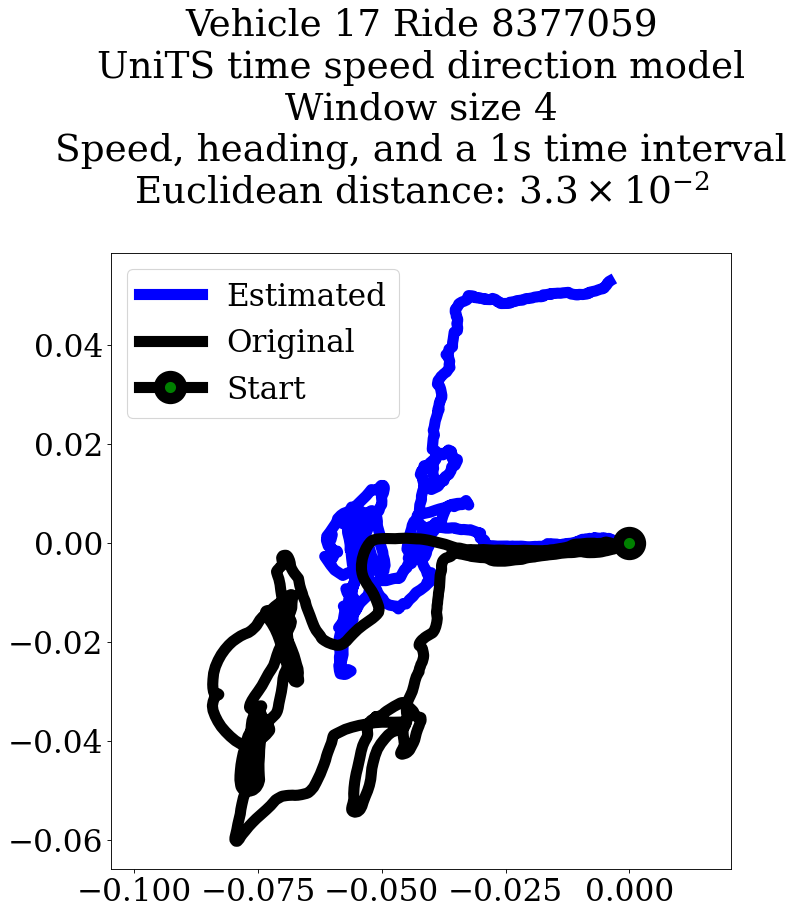 Vehicle 17 Ride 8377059
UniTS time speed direction model
Window size 4
Speed, heading, and a 1s time interval
Euclidean distance: 3.3 × 10⁻²
Estimated
Original
Start
0.04
0.02
0.00
−0.02
−0.04
−0.06
−0.100 −0.075 −0.050 −0.025 0.000